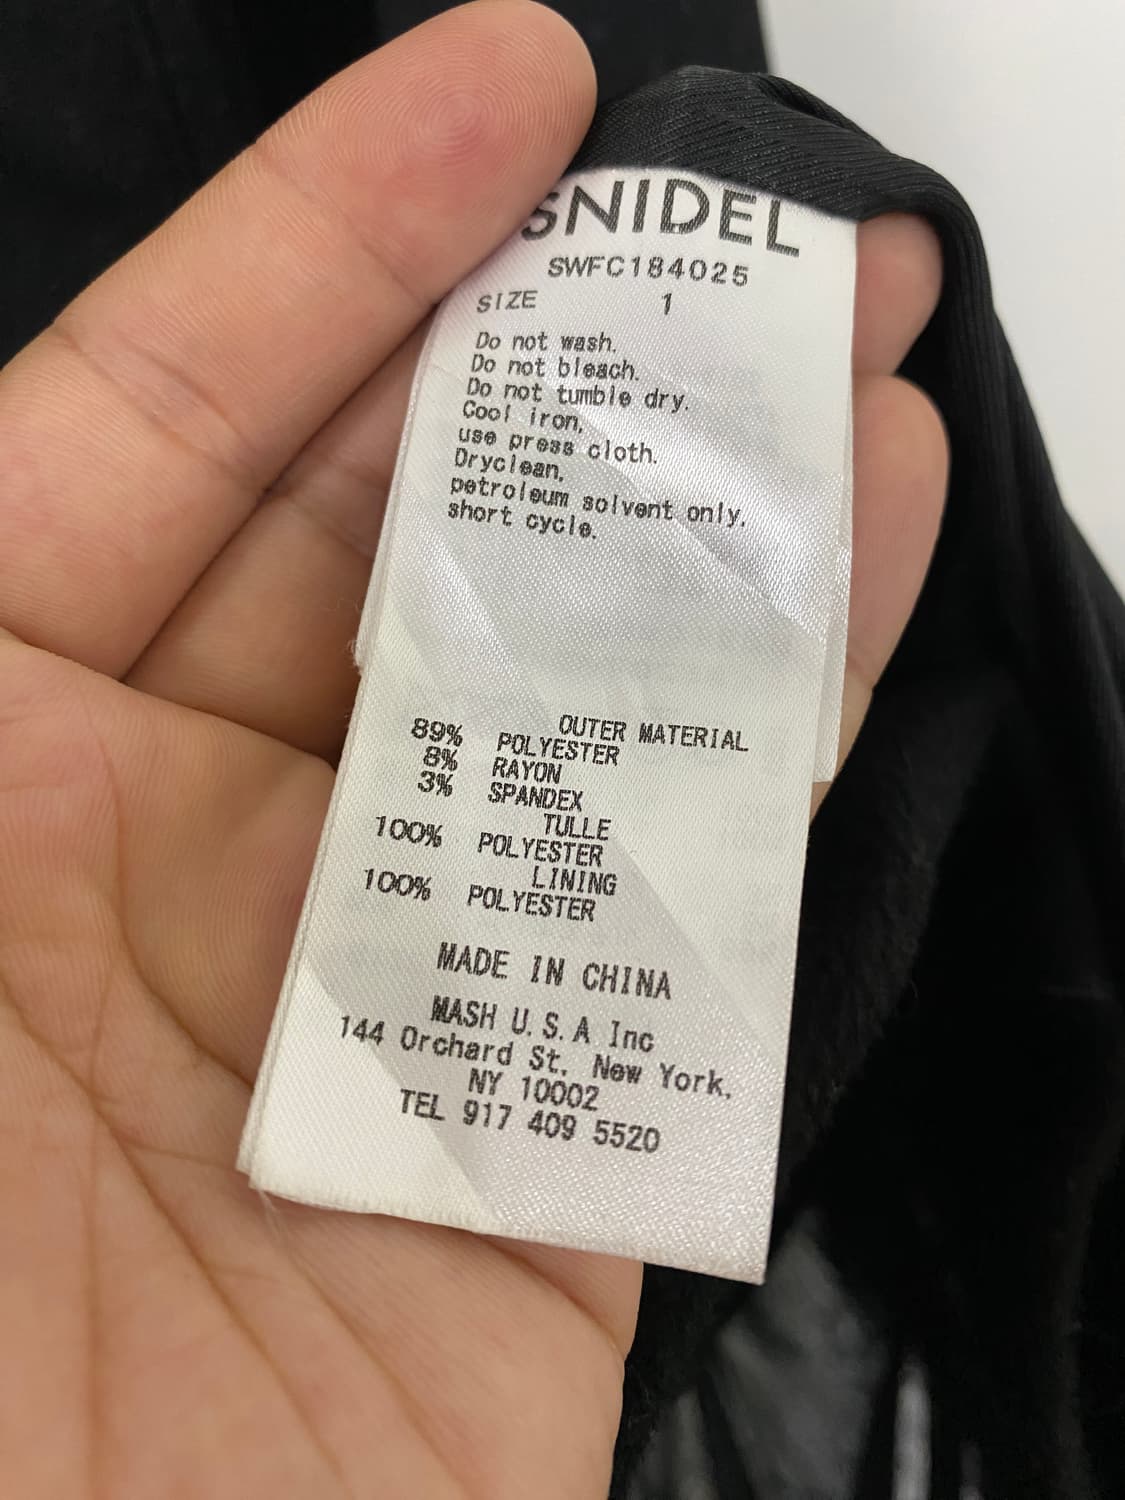 SNIDEL
SWFC184025
SIZE 1
Do not wash.
Do not bleach.
Do not tumble dry.
Cool iron,
use press cloth.
Dryclean,
petroleum solvent only,
short cycle.
OUTER MATERIAL
89% POLYESTER
8% RAYON
3% SPANDEX
TULLE
100% POLYESTER
LINING
100% POLYESTER
MADE IN CHINA
MASH U.S.A Inc
144 Orchard St, New York,
NY 10002
TEL 917 409 5520